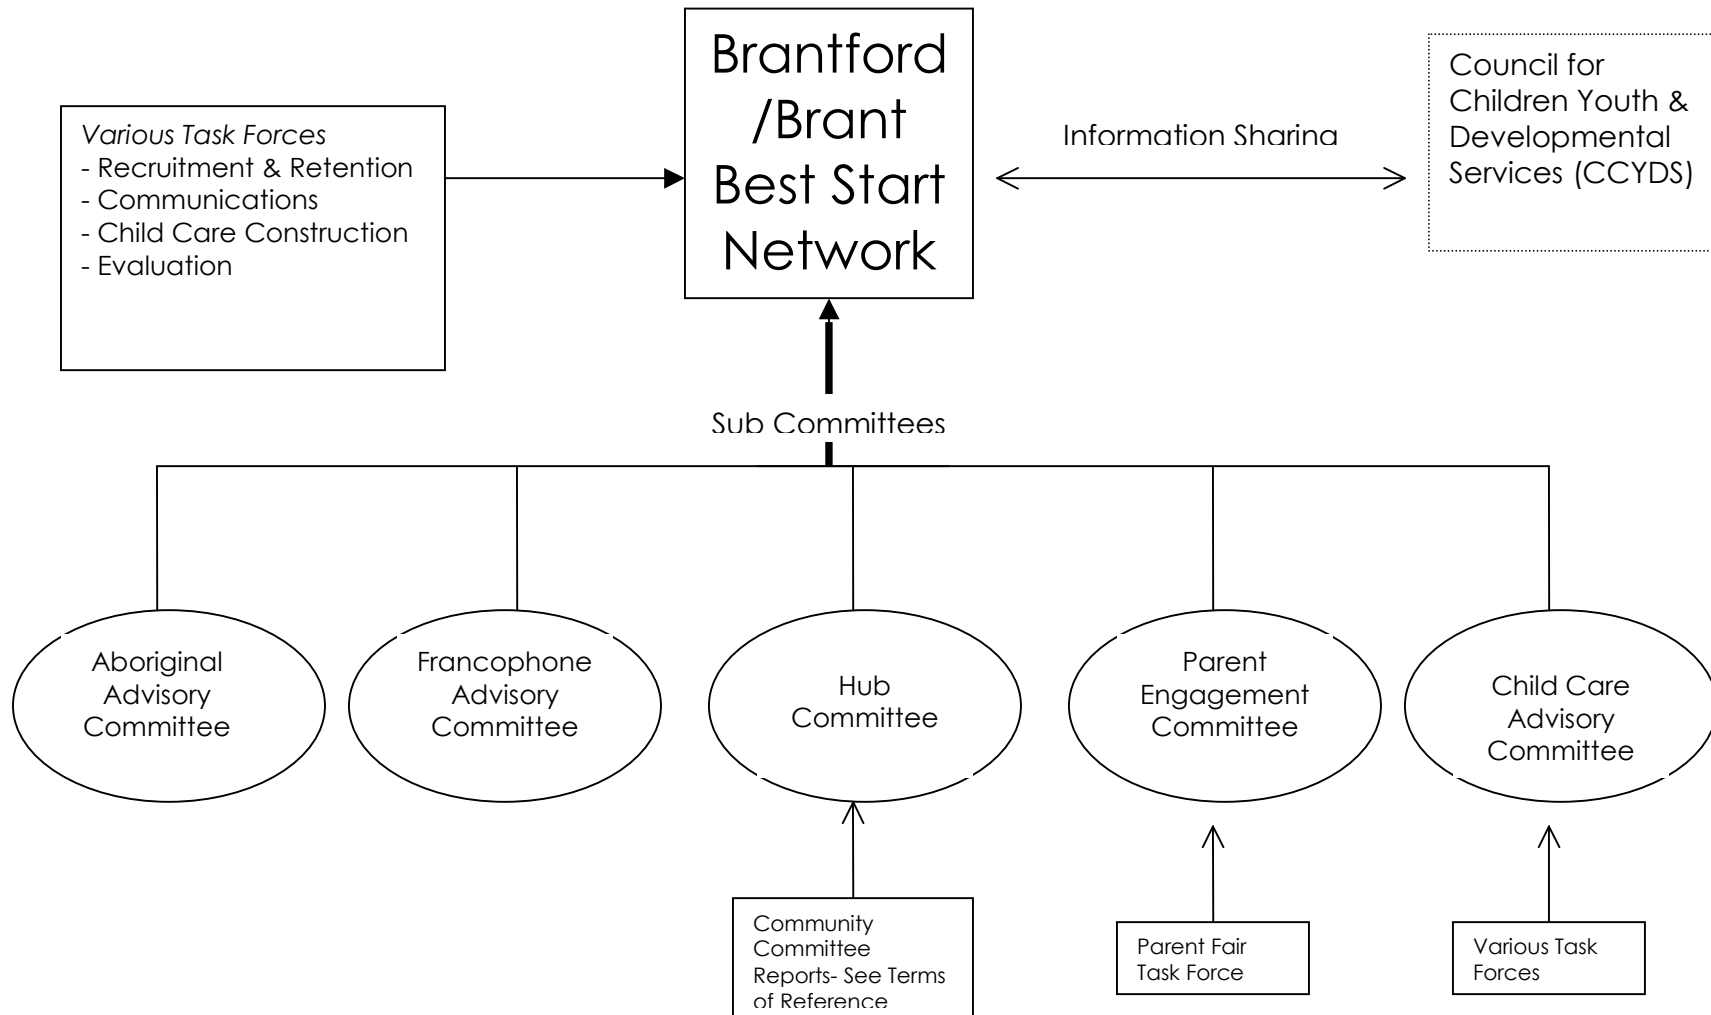 Brantford
/Brant
Best Start
Network
Various Task Forces
- Recruitment & Retention
- Communications
- Child Care Construction
- Evaluation
Information Sharing
Council for
Children Youth &
Developmental
Services (CCYDS)
Sub Committees
Aboriginal
Advisory
Committee
Francophone
Advisory
Committee
Hub
Committee
Parent
Engagement
Committee
Child Care
Advisory
Committee
Community
Committee
Reports- See Terms
of Reference
Parent Fair
Task Force
Various Task
Forces